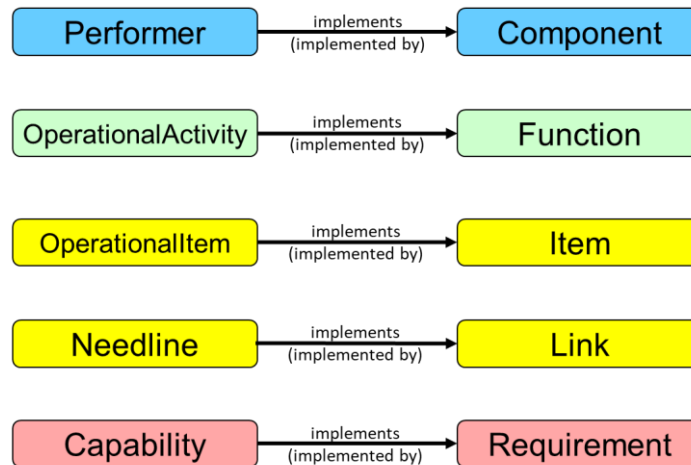 Performer
implements
(implemented by)
Component
OperationalActivity
implements
(implemented by)
Function
OperationalItem
implements
(implemented by)
Item
Needline
implements
(implemented by)
Link
Capability
implements
(implemented by)
Requirement